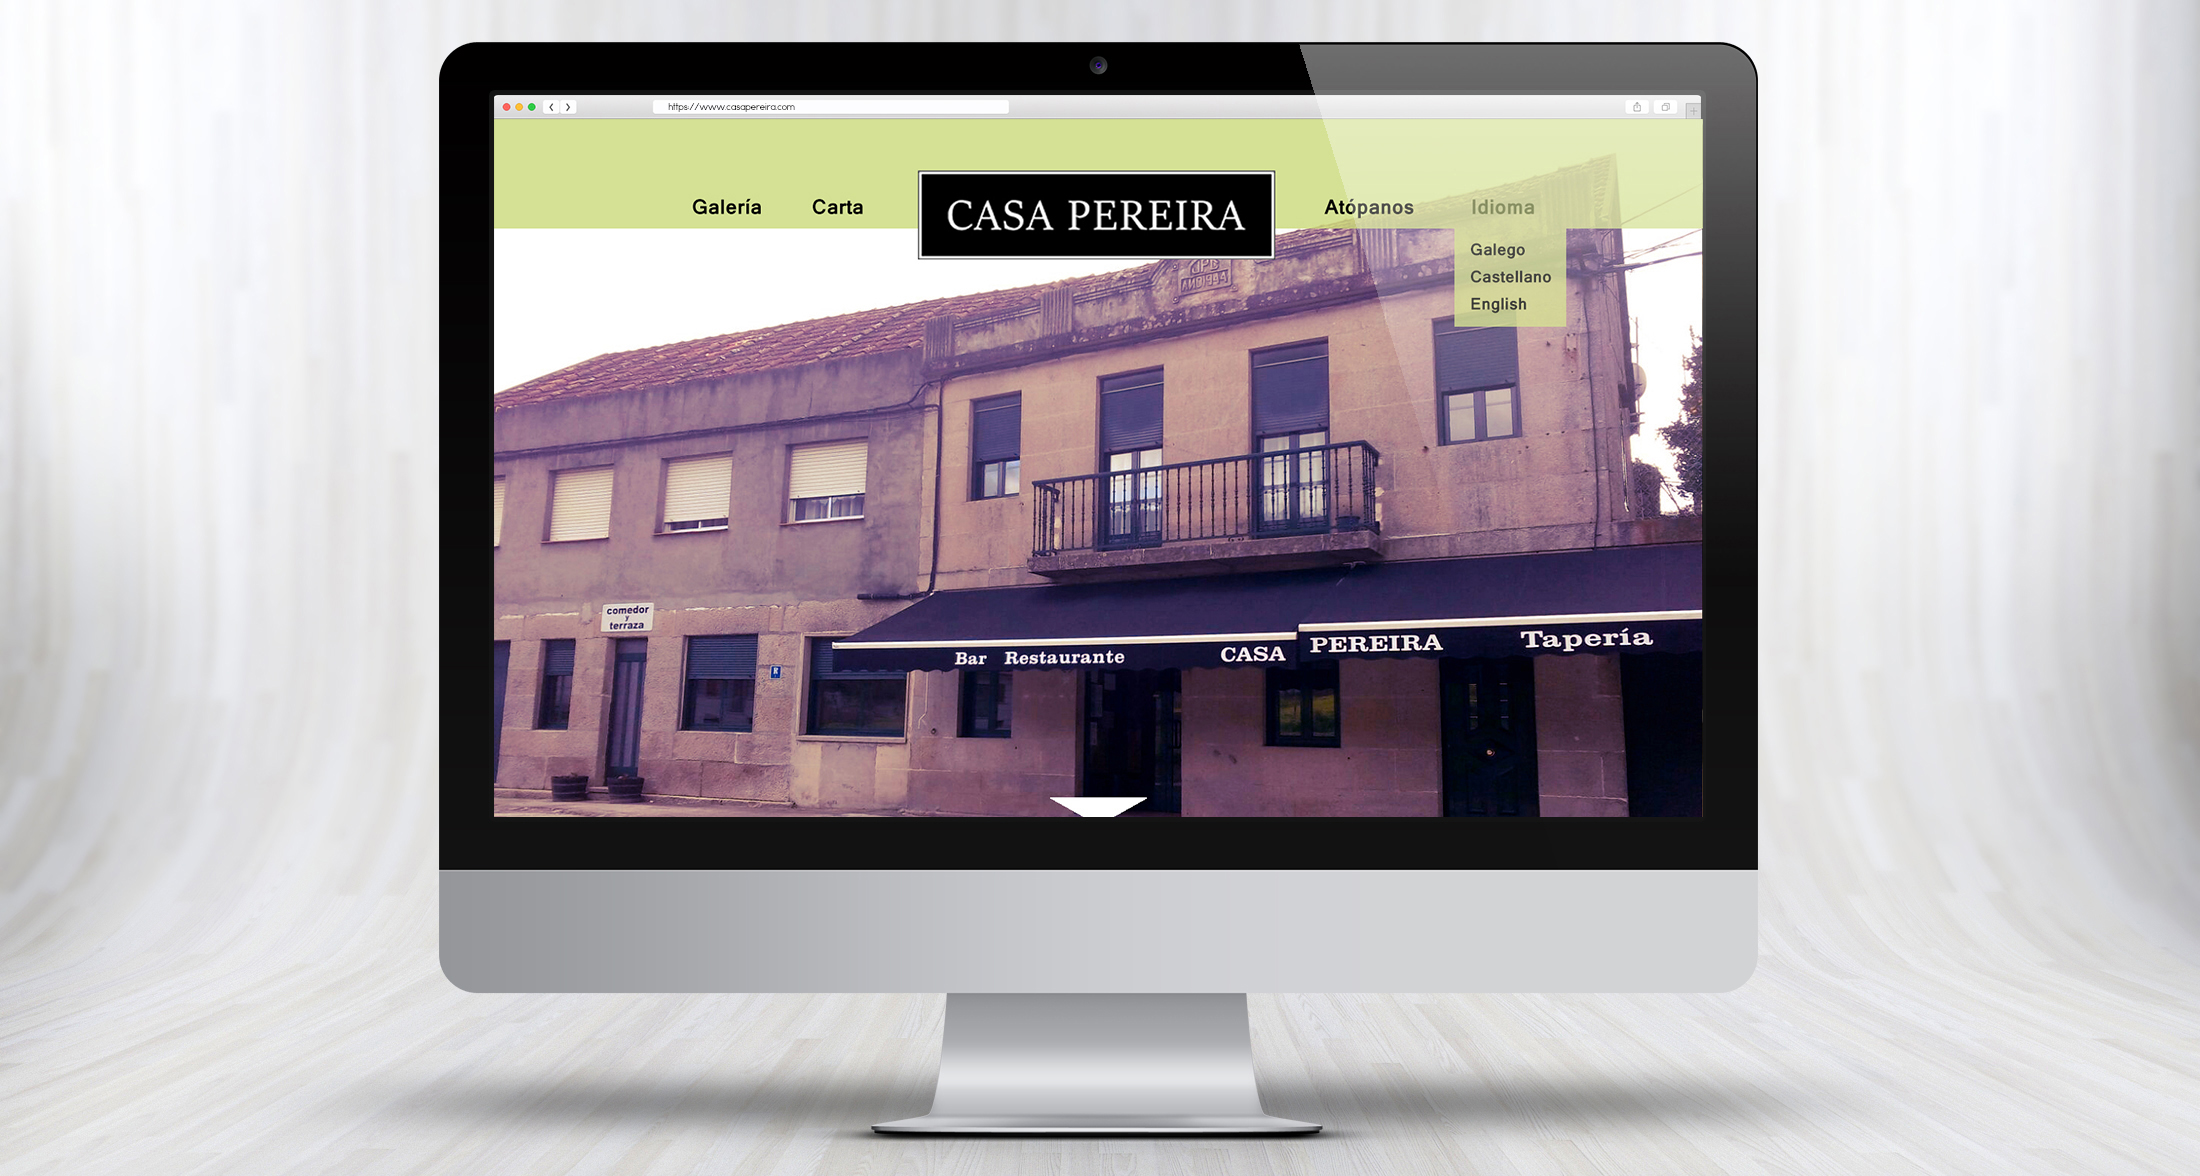 https://www.casapereira.com
Galería
Carta
CASA PEREIRA
Atópanos
Idioma
Galego
Castellano
English
comedor
y
terraza
R
Bar Restaurante CASA PEREIRA Tapería